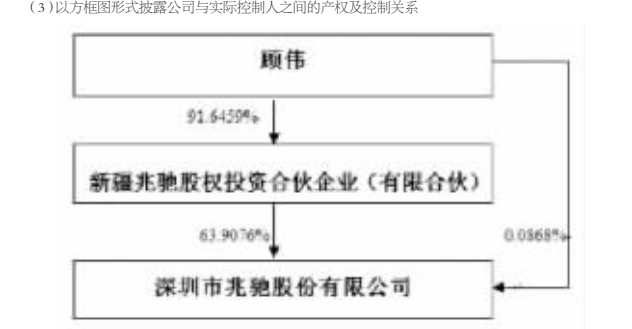 （3）以方框图形式披露公司与实际控制人之间的产权及控制关系
顾伟
91.6459%
新疆兆驰股权投资合伙企业（有限合伙）
63.9076%
0.0868%
深圳市兆驰股份有限公司